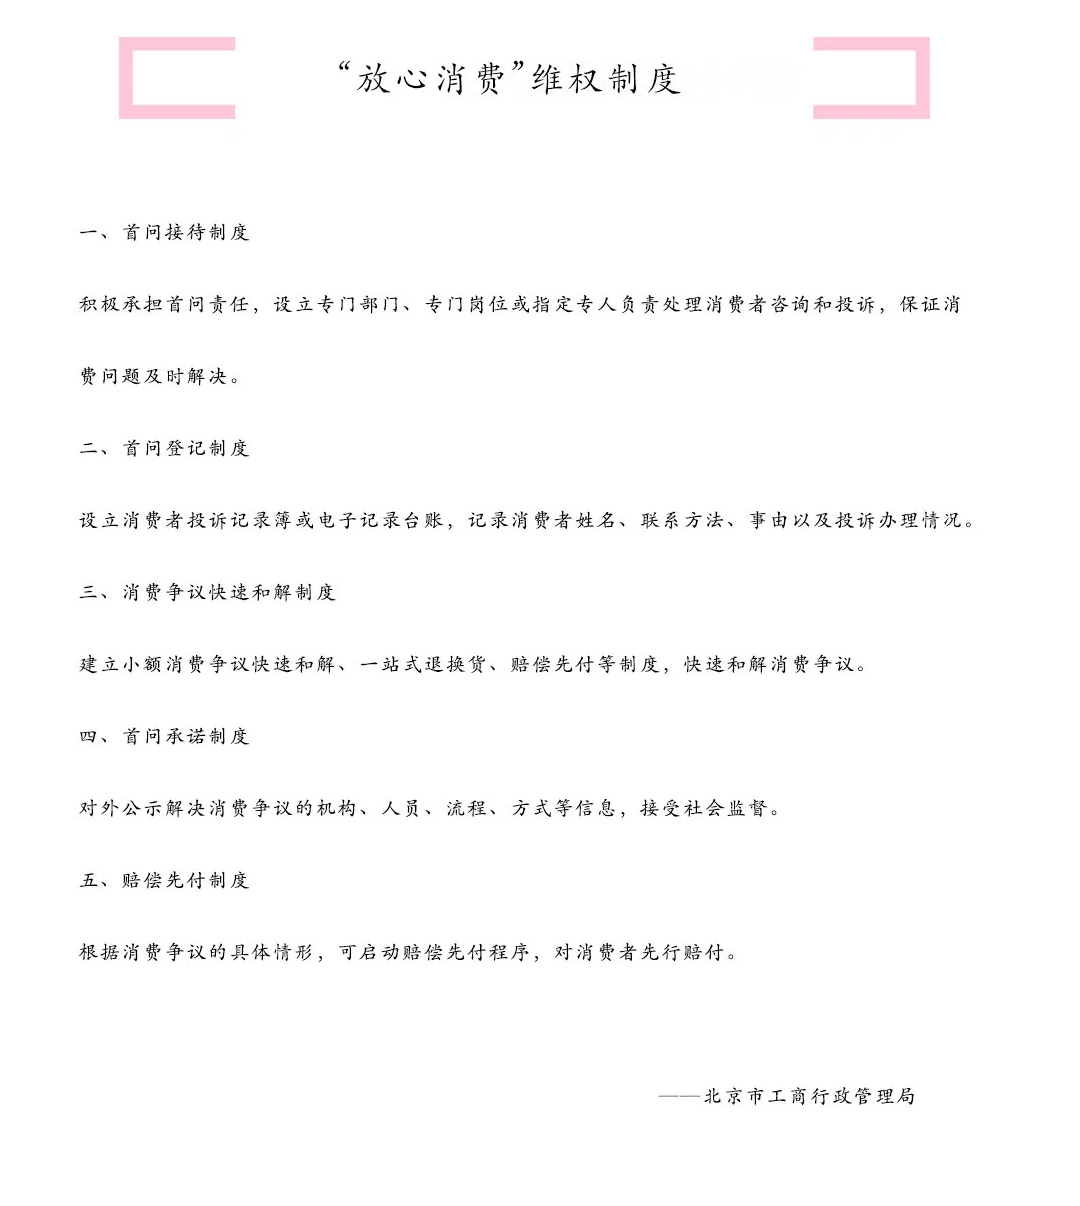 “放心消费”维权制度
一、首问接待制度
积极承担首问责任，设立专门部门、专门岗位或指定专人负责处理消费者咨询和投诉，保证消
费问题及时解决。
二、首问登记制度
设立消费者投诉记录簿或电子记录台账，记录消费者姓名、联系方法、事由以及投诉办理情况。
三、消费争议快速和解制度
建立小额消费争议快速和解、一站式退换货、赔偿先付等制度，快速和解消费争议。
四、首问承诺制度
对外公示解决消费争议的机构、人员、流程、方式等信息，接受社会监督。
五、赔偿先付制度
根据消费争议的具体情形，可启动赔偿先付程序，对消费者先行赔付。
——北京市工商行政管理局